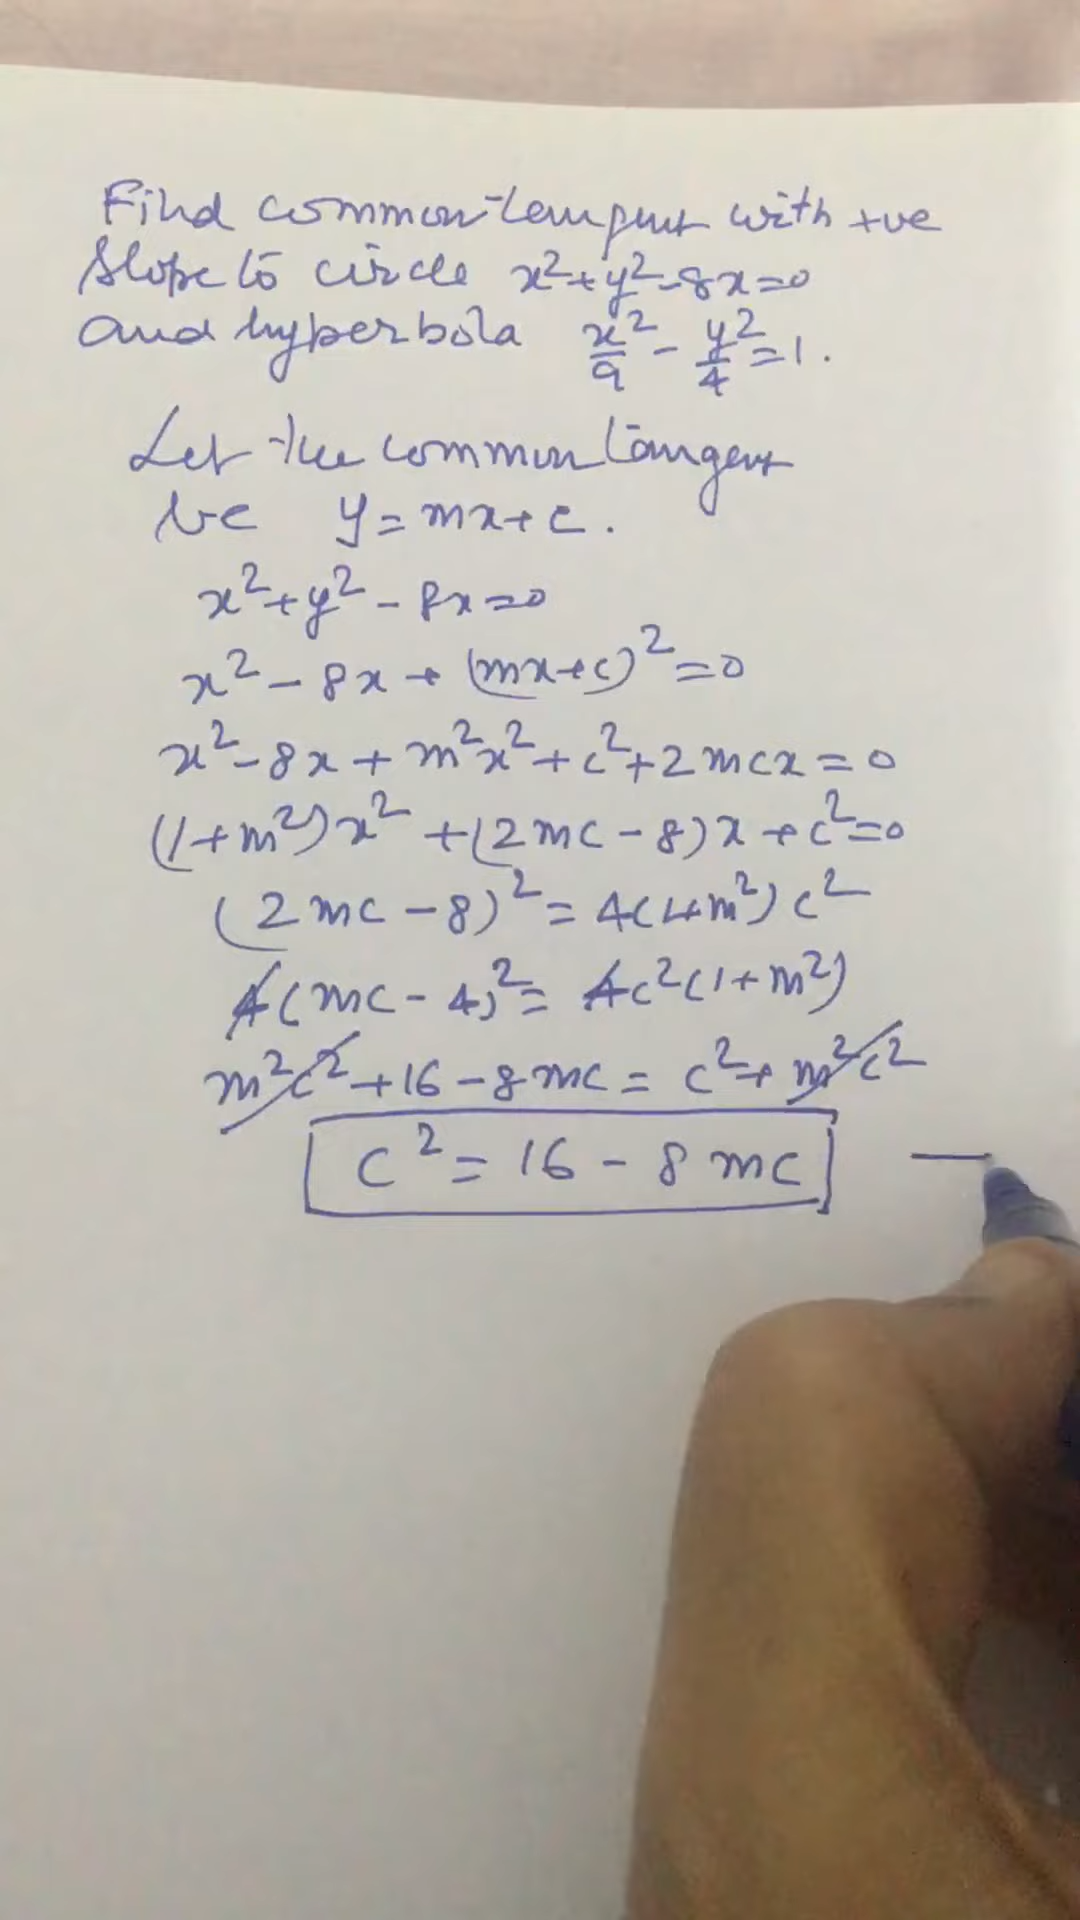 Find common tangent with +ve
slope to circle x²+y²-8x=0
and hyperbola x²/9 - y²/4 = 1.
Let the common tangent
be y=mx+c.
x²+y²-8x=0
x²-8x+(mx+c)²=0
x²-8x+m²x²+c²+2mcx=0
(1+m²)x²+(2mc-8)x+c²=0
(2mc-8)²=4(1+m²)c²
4(mc-4)²=4c²(1+m²)
m²c²+16-8mc=c²+m²c²
c²=16-8mc